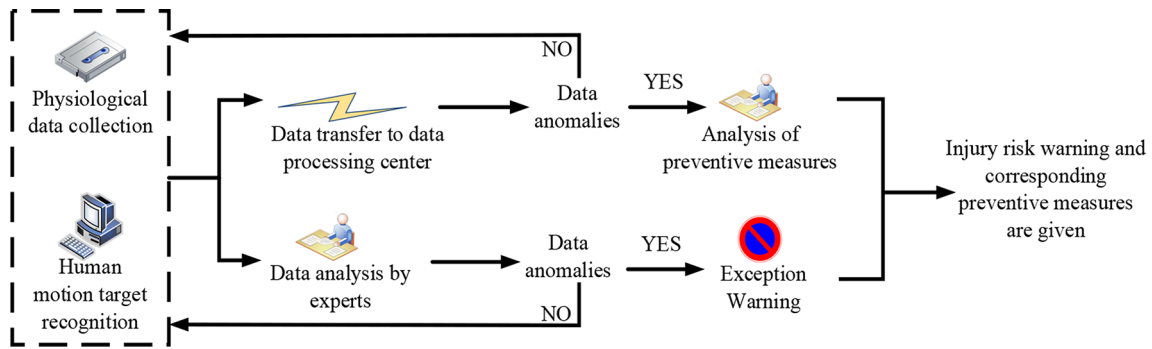 Physiological
data collection
Human
motion target
recognition
NO
Data transfer to data
processing center
Data
anomalies
YES
Analysis of
preventive measures
Data analysis by
experts
Data
anomalies
NO
YES
Exception
Warning
Injury risk warning and
corresponding
preventive measures
are given